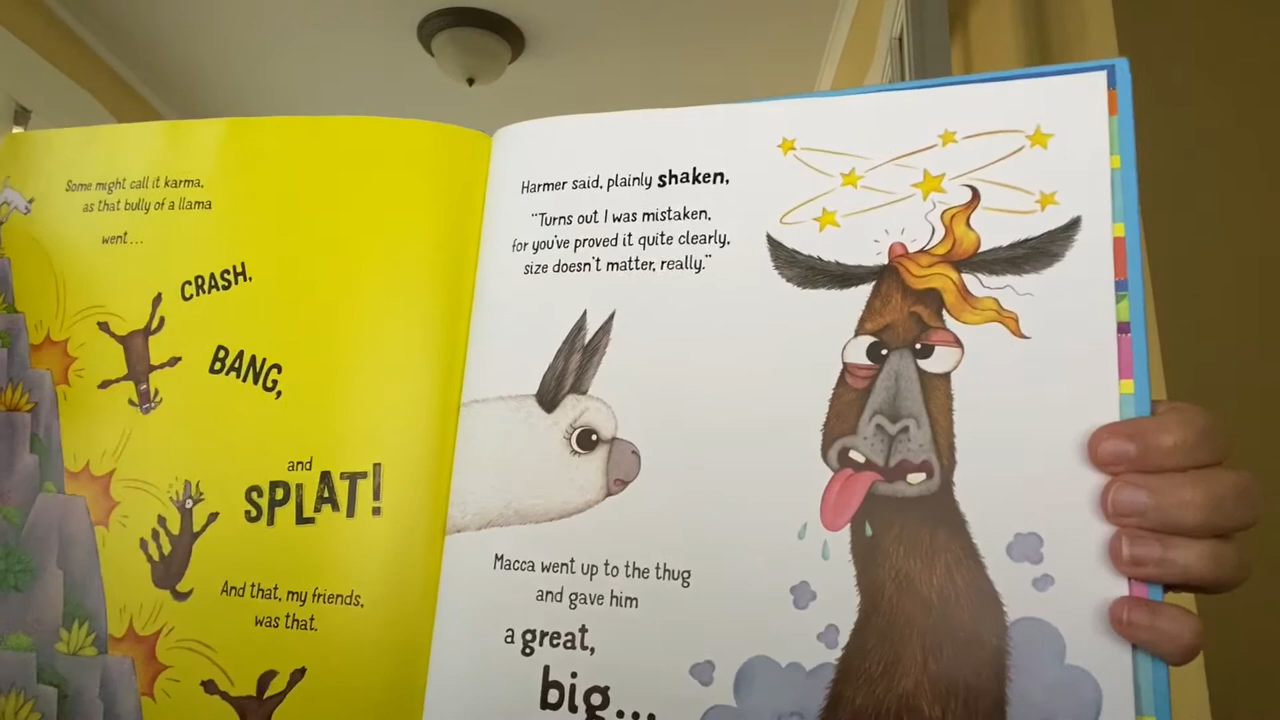 Some might call it karma,
as that bully of a llama
went...
CRASH,
BANG,
and
SPLAT!
And that, my friends,
was that.
Harmer said, plainly shaken,
"Turns out I was mistaken,
for you've proved it quite clearly,
size doesn't matter, really."
Macca went up to the thug
and gave him
a great,
big...